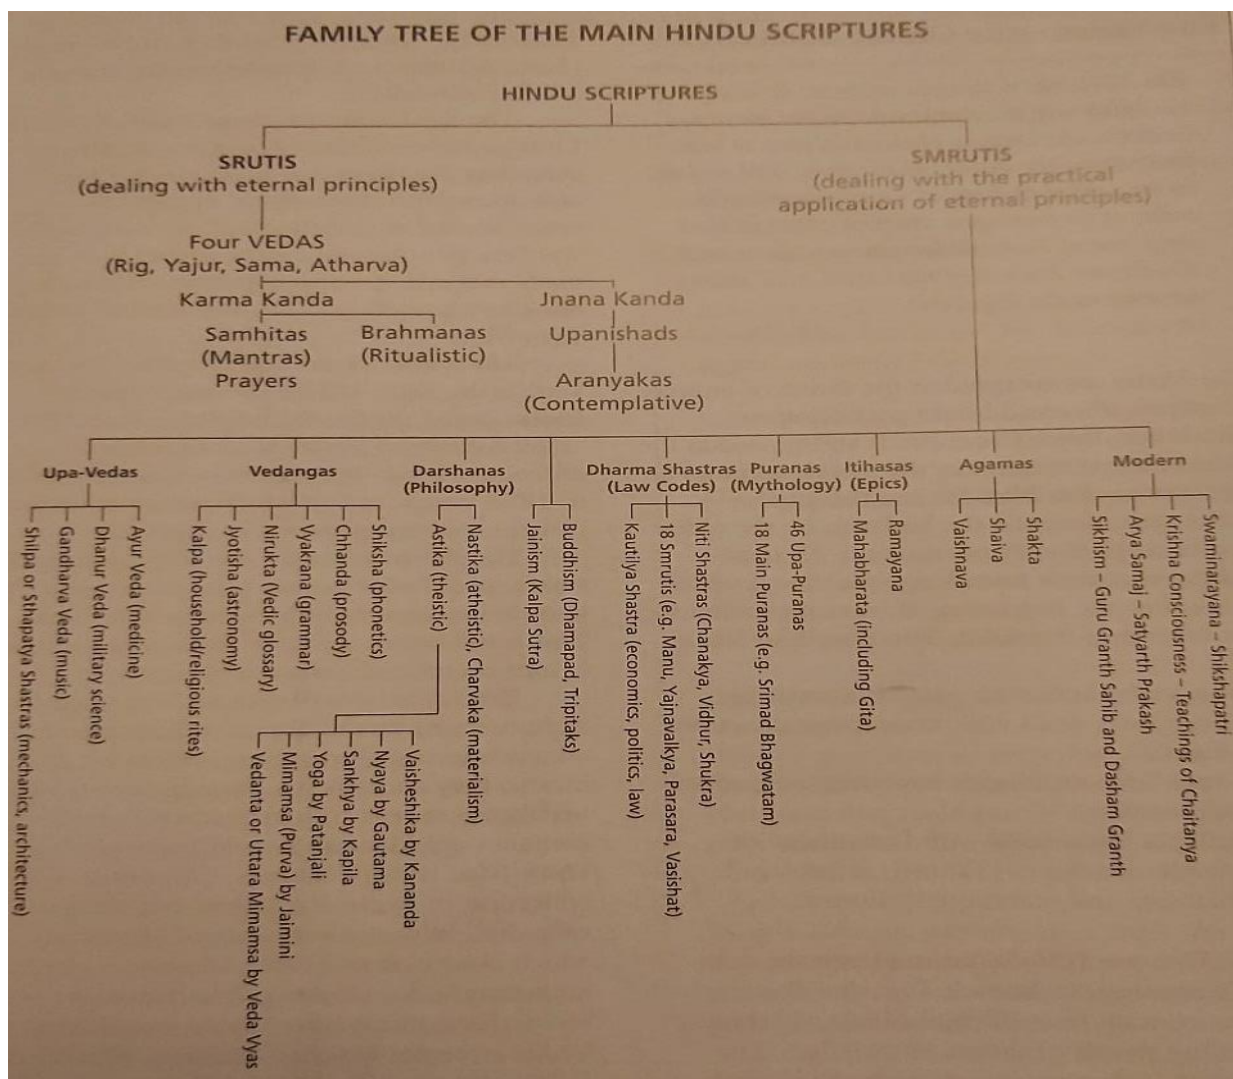 FAMILY TREE OF THE MAIN HINDU SCRIPTURES
HINDU SCRIPTURES
SRUTIS
(dealing with eternal principles)
SMRUTIS
(dealing with the practical
application of eternal principles)
Four VEDAS
(Rig, Yajur, Sama, Atharva)
Karma Kanda
Jnana Kanda
Samhitas
(Mantras)
Prayers
Brahmanas
(Ritualistic)
Upanishads
Aranyakas
(Contemplative)
Upa-Vedas
Ayur Veda (medicine)
Dhanur Veda (military science)
Gandharva Veda (music)
Shilpa or Sthapatya Shastras (mechanics, architecture)
Vedangas
Shiksha (phonetics)
Chhanda (prosody)
Vyakrana (grammar)
Nirukta (Vedic glossary)
Jyotisha (astronomy)
Kalpa (household/religious rites)
Darshanas
(Philosophy)
Nastika (atheistic), Charvaka (materialism)
Astika (theistic)
Vaisheshika by Kananda
Nyaya by Gautama
Sankhya by Kapila
Yoga by Patanjali
Mimamsa (Purva) by Jaimini
Vedanta or Uttara Mimamsa by Veda Vyas
Buddhism (Dhamapad, Tripitaks)
Jainism (Kalpa Sutra)
Dharma Shastras
(Law Codes)
Niti Shastras (Chanakya, Vidhur, Shukra)
18 Smrutis (e.g. Manu, Yajnavalkya, Parasara, Vasishat)
Kautilya Shastra (economics, politics, law)
Puranas
(Mythology)
46 Upa-Puranas
18 Main Puranas (e.g. Srimad Bhagwatam)
Itihasas
(Epics)
Ramayana
Mahabharata (including Gita)
Agamas
Shakta
Shaiva
Vaishnava
Modern
Svaminarayana – Shikshapatri
Krishna Consciousness – Teachings of Chaitanya
Arya Samaj – Satyarth Prakash
Sikhism – Guru Granth Sahib and Dasham Granth